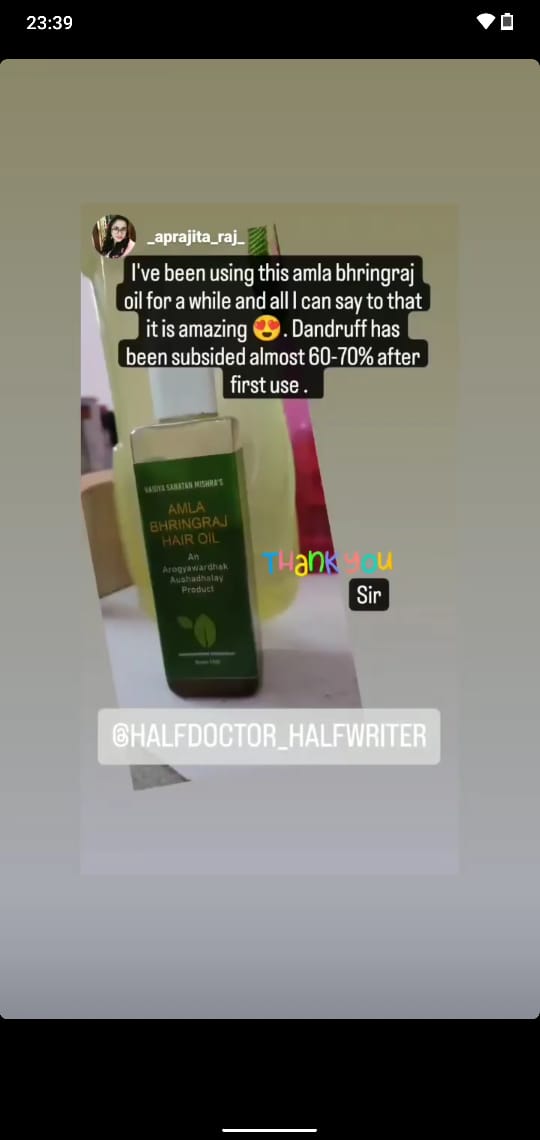 23:39
_aprajita_raj_
I've been using this amla bhringraj
oil for a while and all I can say to that
it is amazing 😍. Dandruff has
been subsided almost 60-70% after
first use .
VAIDYA SANATAN MISHRA'S
AMLA
BHRINGRAJ
HAIR OIL
An
Arogyawardhak
Aushadhalay
Product
THANK YOU
Sir
@HALFDOCTOR_HALFWRITER